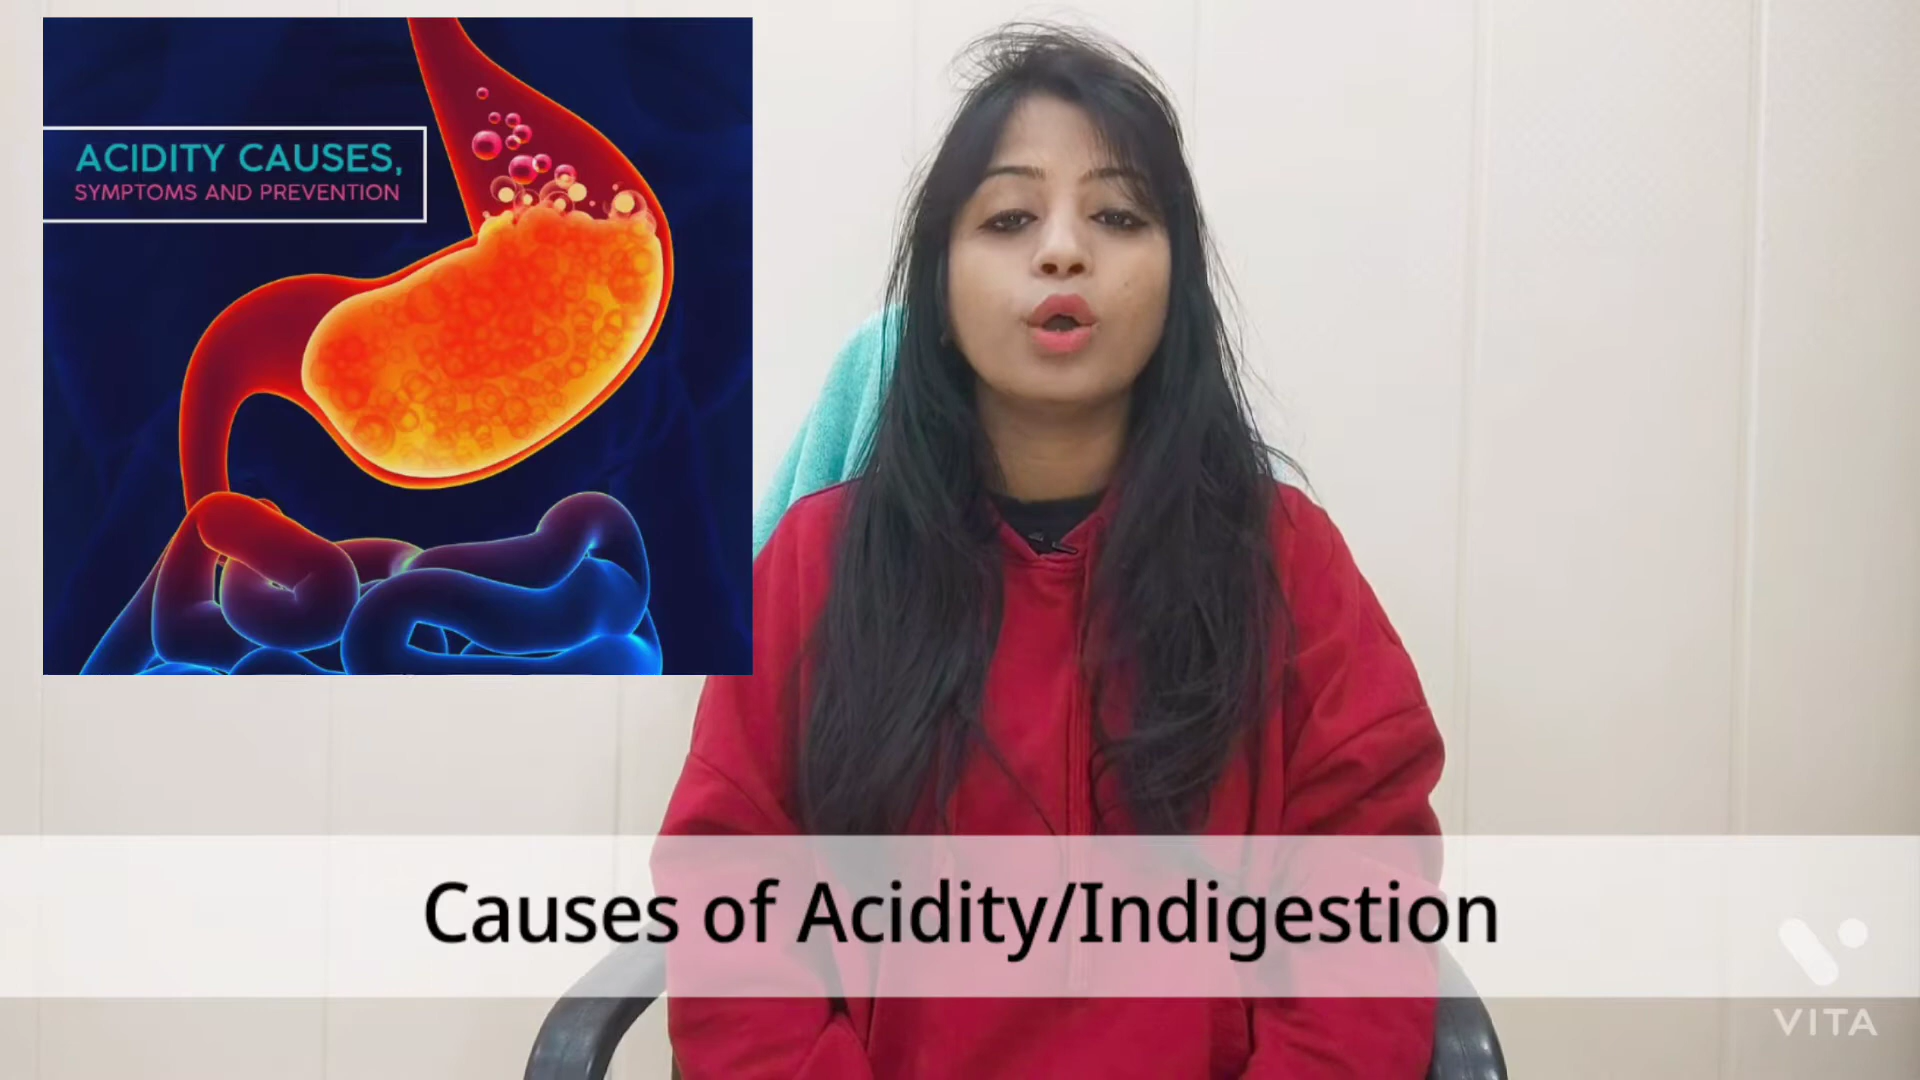 ACIDITY CAUSES,
SYMPTOMS AND PREVENTION
Causes of Acidity/Indigestion
VITA